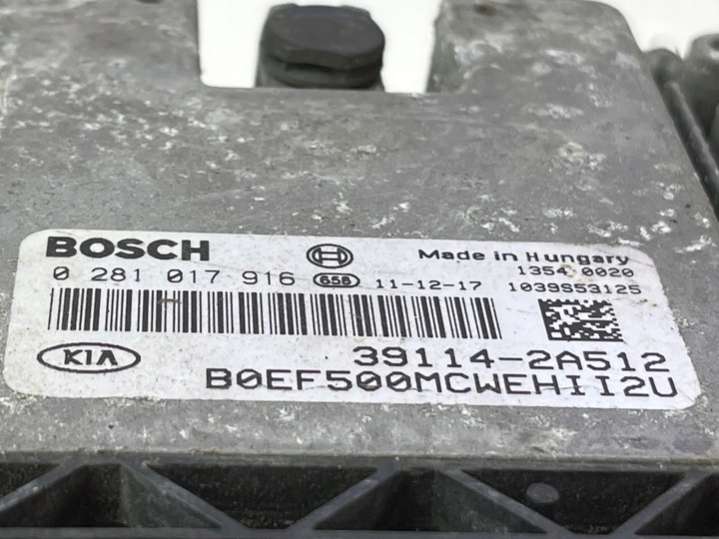 BOSCH
Made in Hungary
0 281 017 916 658 11-12-17
1354 0020
1039S53125
KIA
39114-2A512
B0EF500MCWEHII2U